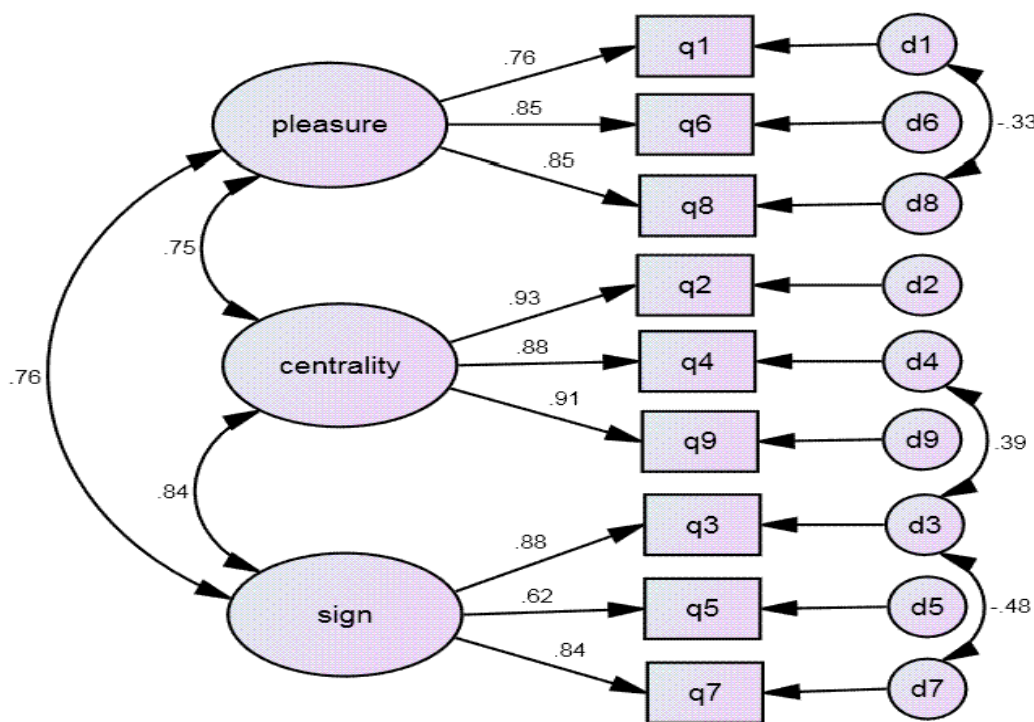 q1
d1
.76
pleasure
.85
q6
d6
-.33
.85
q8
d8
.75
.93
q2
d2
.76
centrality
.88
q4
d4
.91
q9
d9
.39
.84
.88
q3
d3
sign
.62
q5
d5
-.48
.84
q7
d7